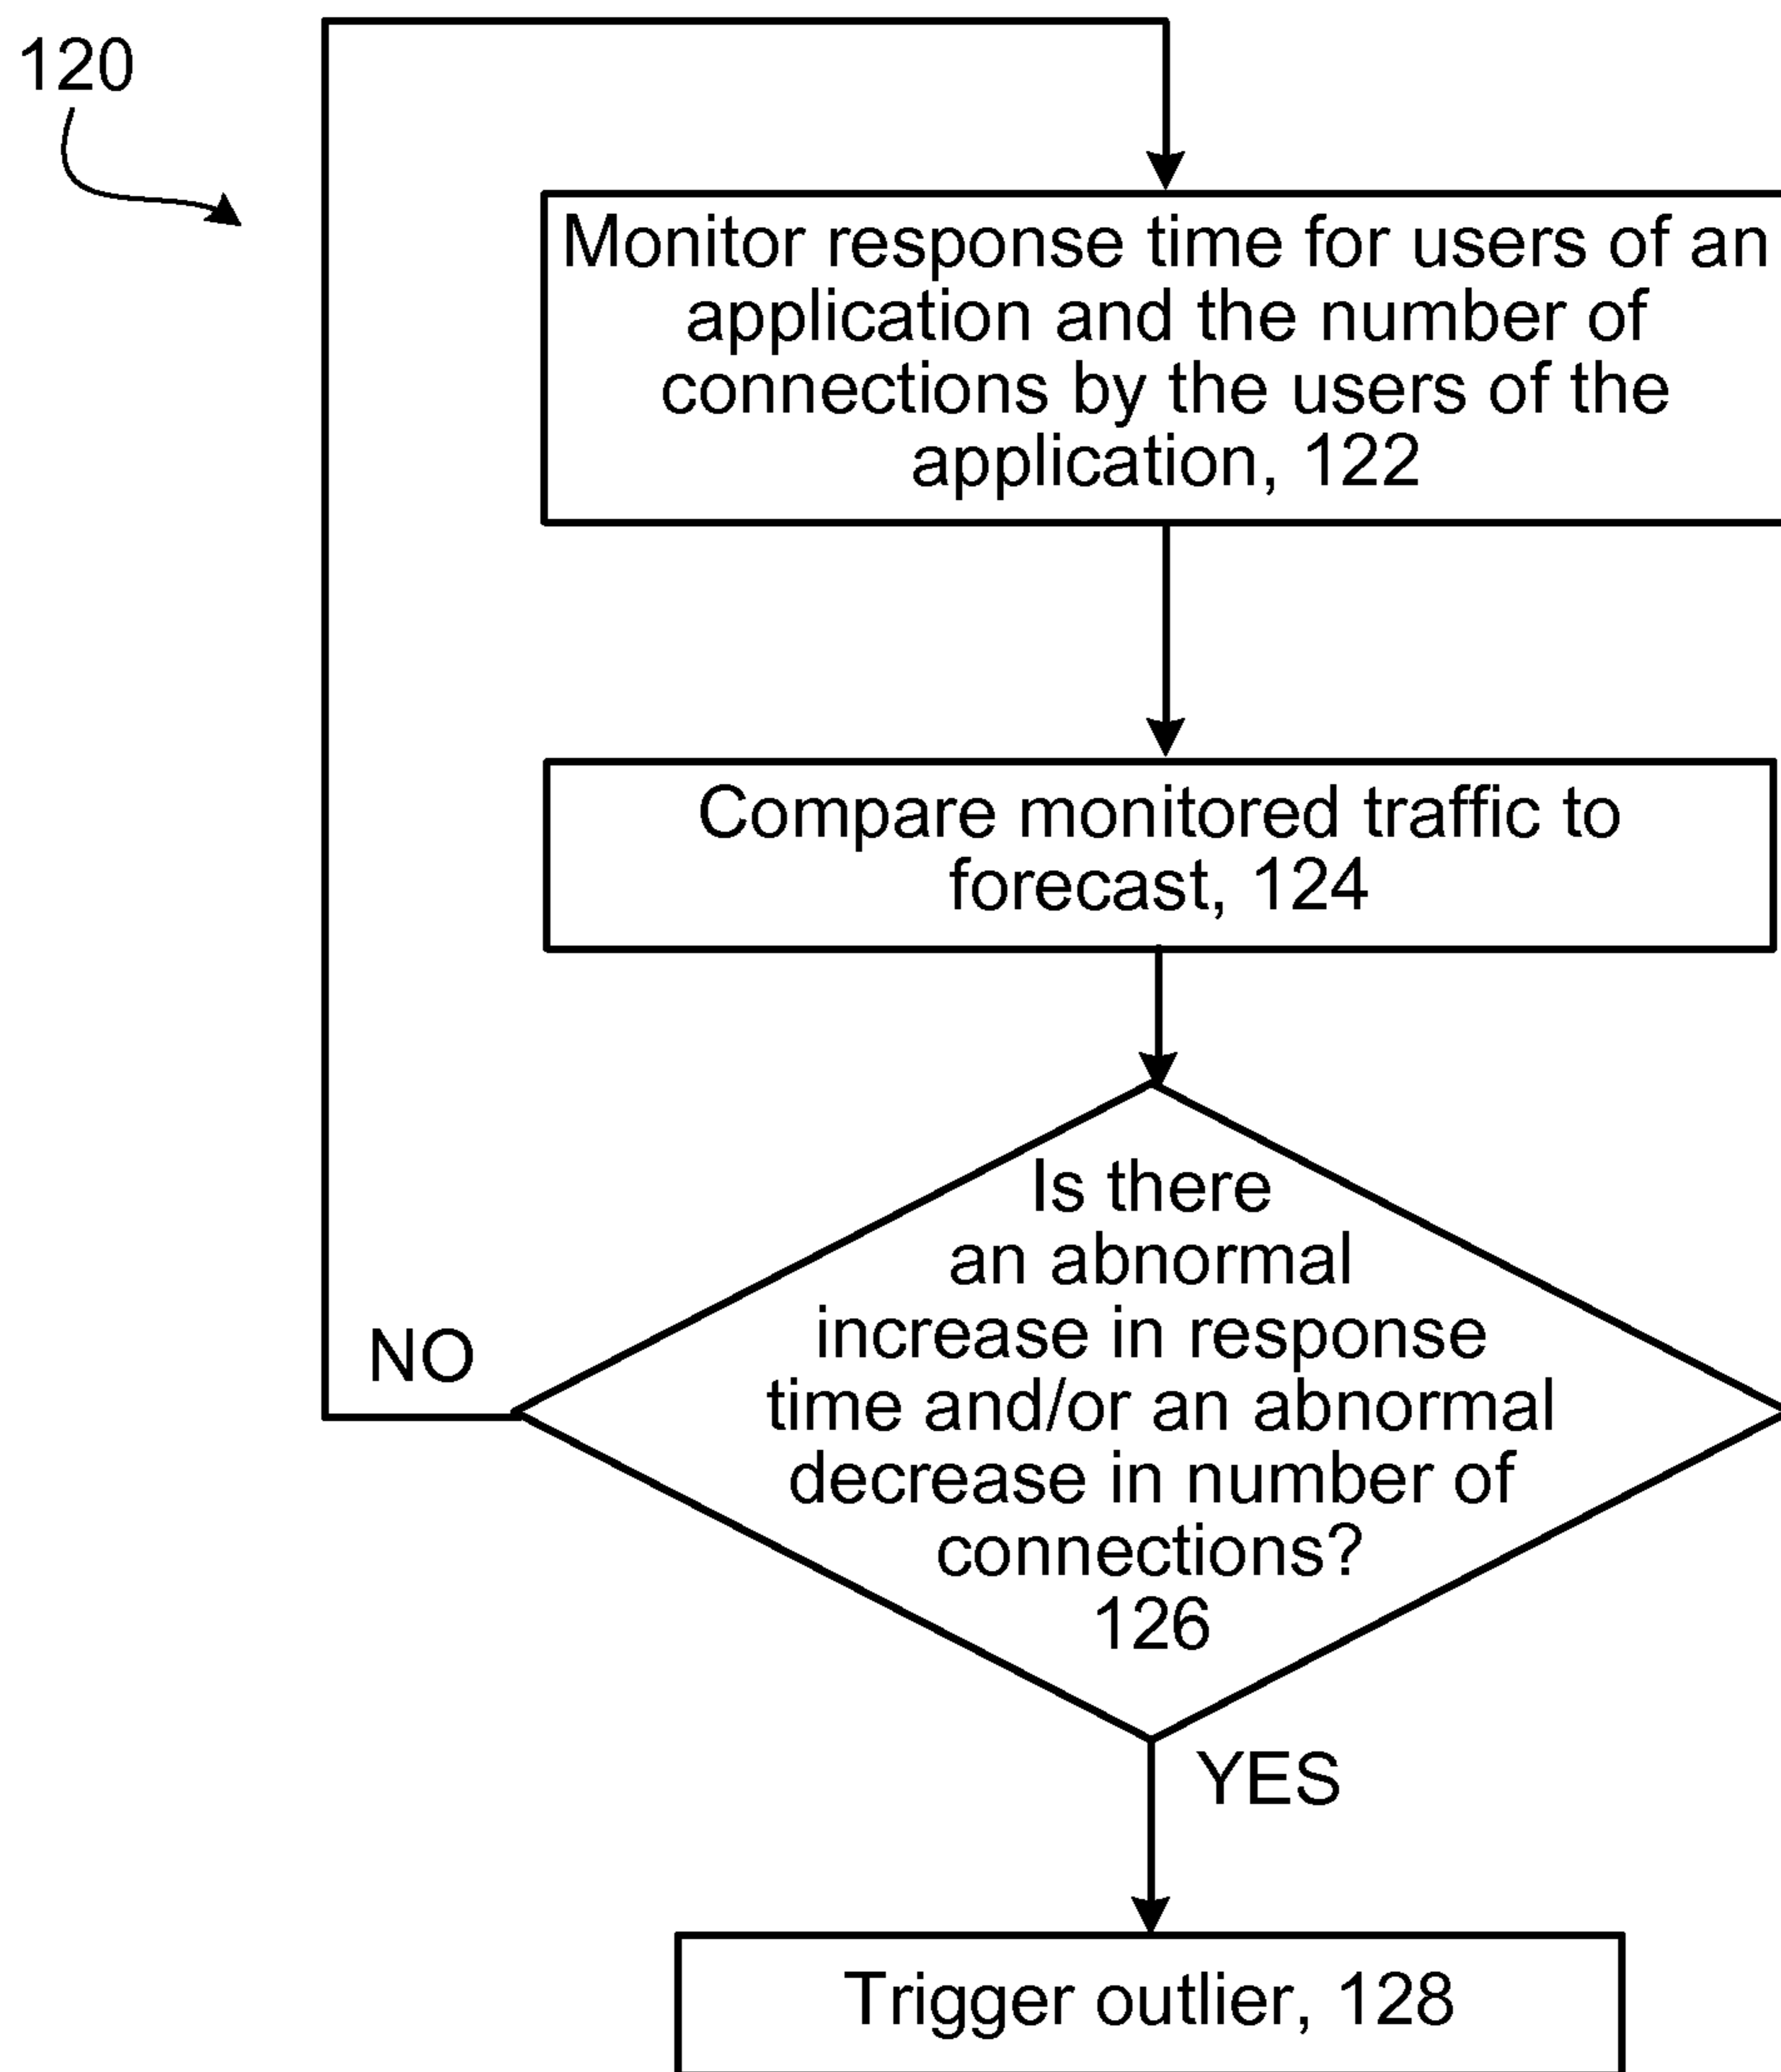 120
Monitor response time for users of an
application and the number of
connections by the users of the
application, 122
Compare monitored traffic to
forecast, 124
Is there
an abnormal
increase in response
time and/or an abnormal
decrease in number of
connections?
126
NO
YES
Trigger outlier, 128